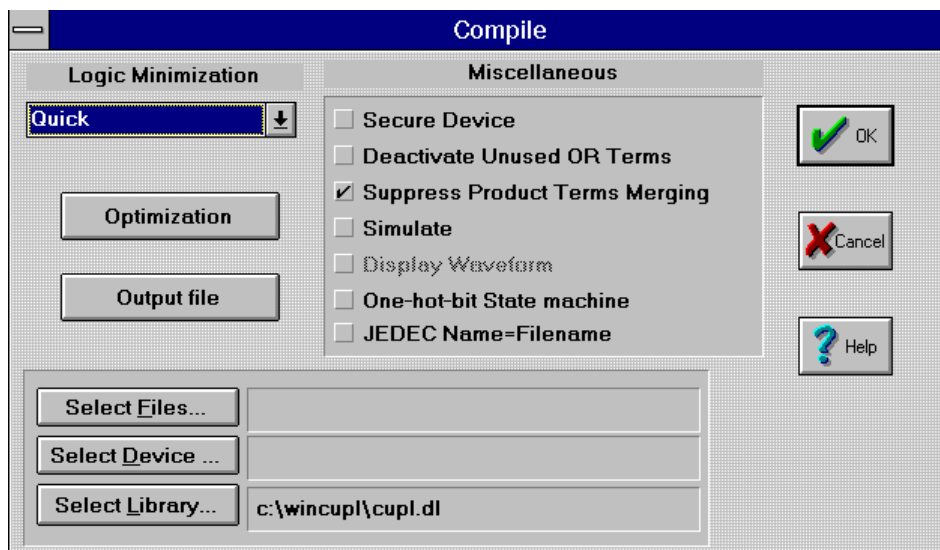 Compile
Logic Minimization
Quick
Optimization
Output file
Miscellaneous
Secure Device
Deactivate Unused OR Terms
Suppress Product Terms Merging
Simulate
Display Waveform
One-hot-bit State machine
JEDEC Name=Filename
OK
Cancel
Help
Select Files...
Select Device ...
Select Library...
c:\wincupl\cupl.dl